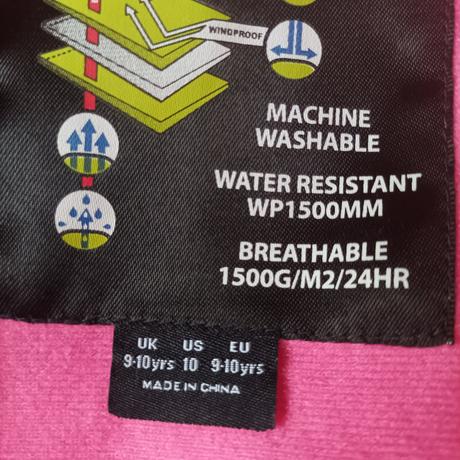 WINDPROOF
MACHINE
WASHABLE
WATER RESISTANT
WP1500MM
BREATHABLE
1500G/M2/24HR
UK US EU
9-10yrs 10 9-10yrs
MADE IN CHINA